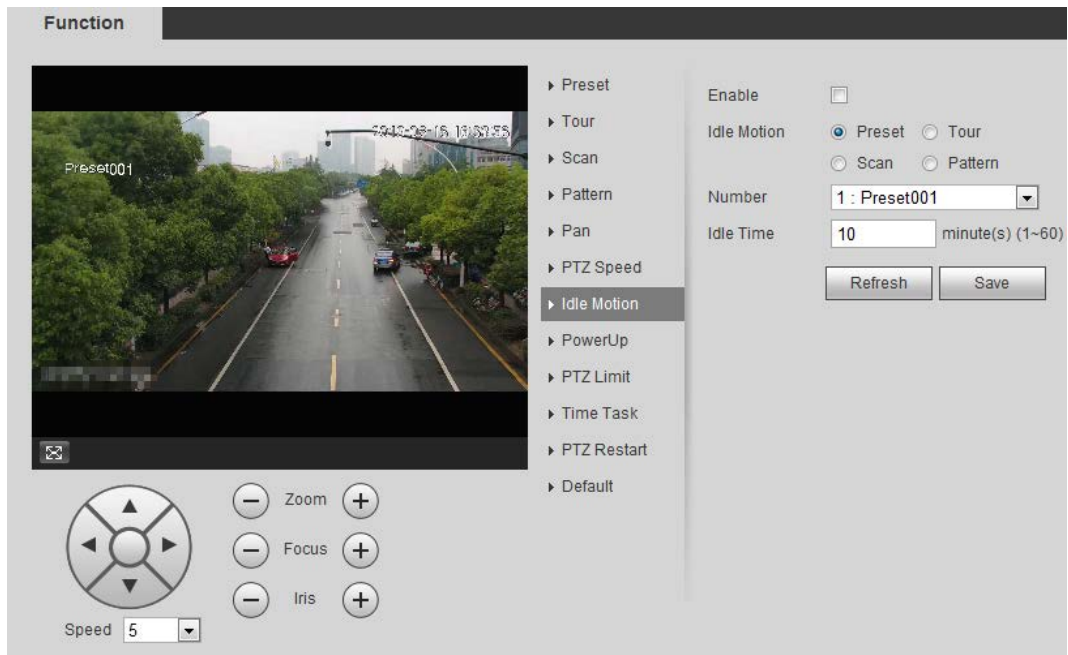 Function
Preset001
Preset
Tour
Scan
Pattern
Pan
PTZ Speed
Idle Motion
PowerUp
PTZ Limit
Time Task
PTZ Restart
Default
Enable
Idle Motion Preset Tour
Scan Pattern
Number 1 : Preset001
Idle Time 10 minute(s) (1~60)
Refresh Save
Zoom
Focus
Iris
Speed 5